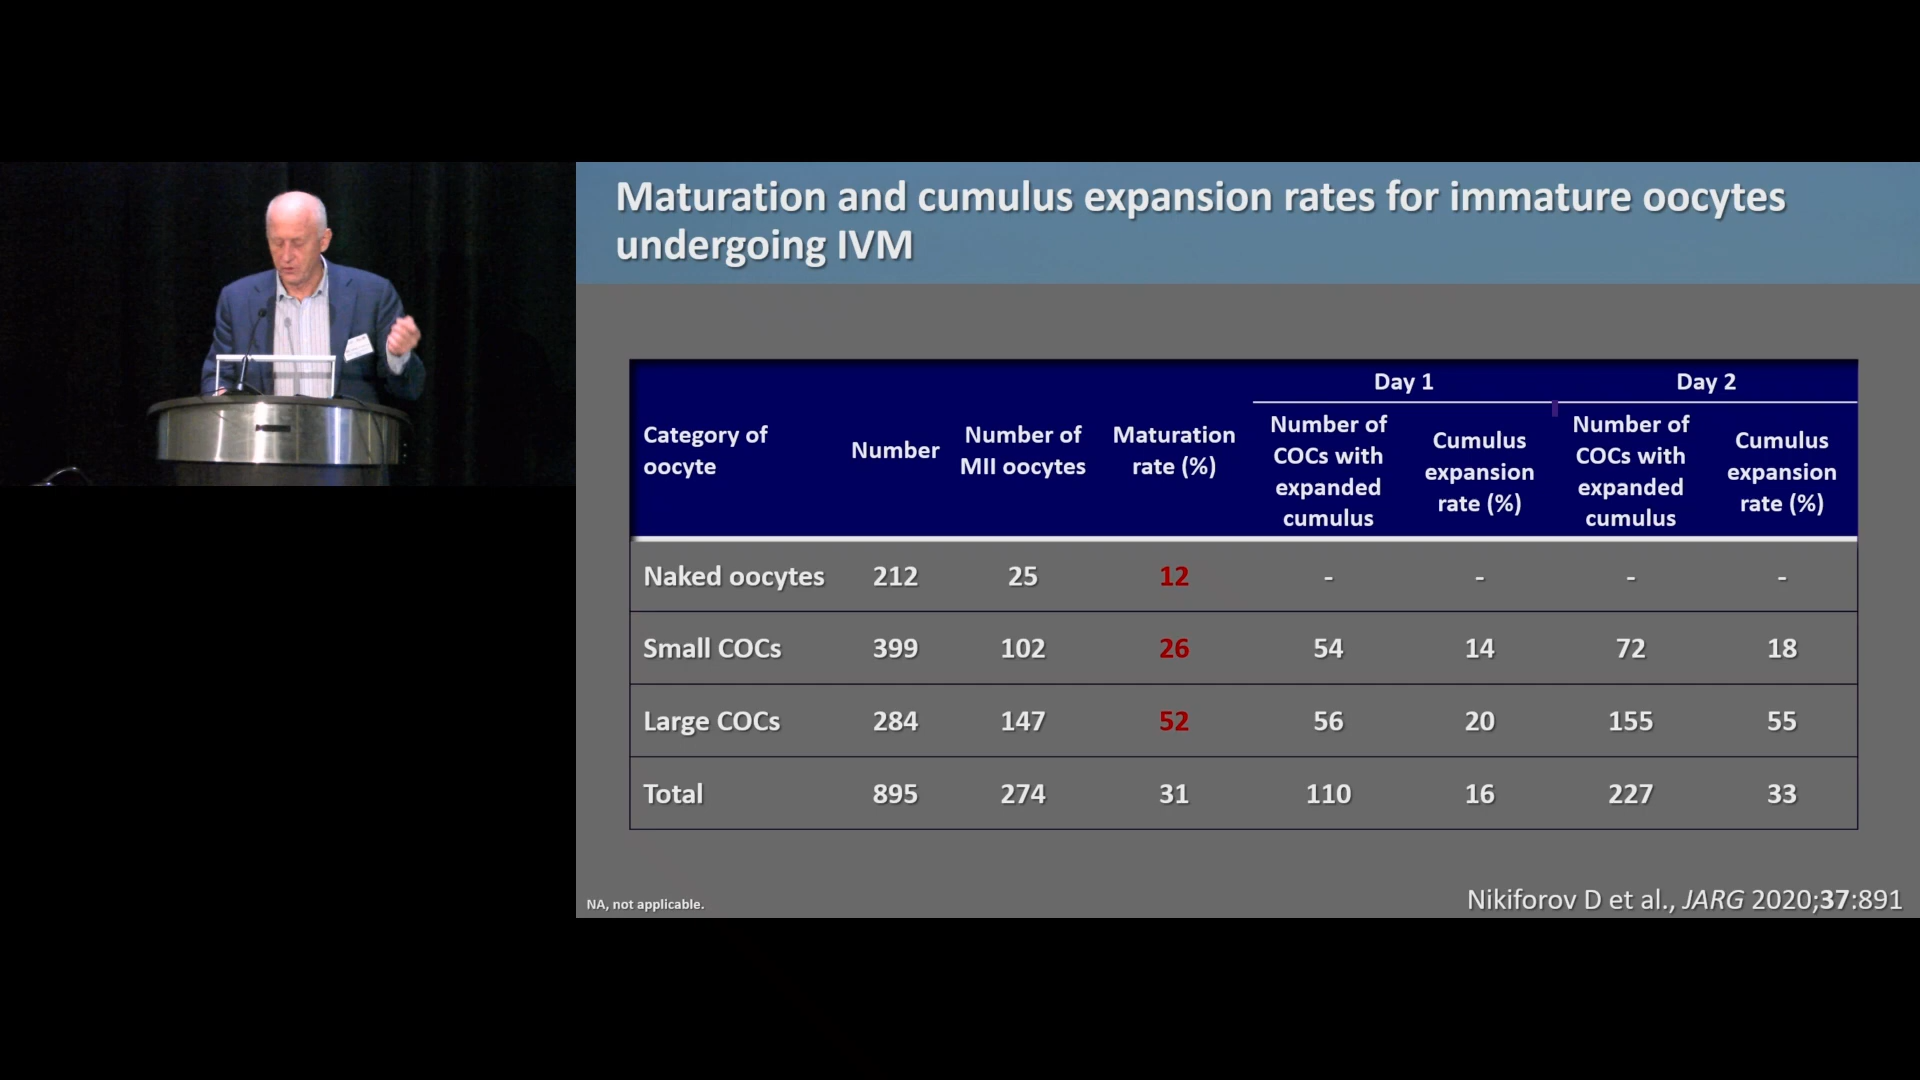 Maturation and cumulus expansion rates for immature oocytes
undergoing IVM
Day 1
Day 2
Category of
oocyte
Number
Number of
MII oocytes
Maturation
rate (%)
Number of
COCs with
expanded
cumulus
Cumulus
expansion
rate (%)
Number of
COCs with
expanded
cumulus
Cumulus
expansion
rate (%)
Naked oocytes 212 25 12 - - - -
Small COCs 399 102 26 54 14 72 18
Large COCs 284 147 52 56 20 155 55
Total 895 274 31 110 16 227 33
NA, not applicable.
Nikiforov D et al., JARG 2020;37:891